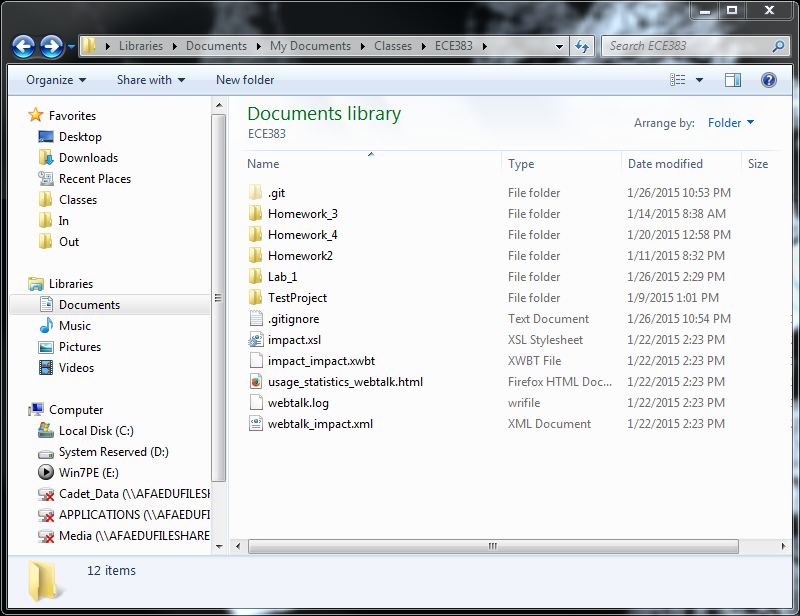 Libraries Documents My Documents Classes ECE383 Search ECE383
Organize Share with New folder
Favorites
Desktop
Downloads
Recent Places
Classes
In
Out
Libraries
Documents
Music
Pictures
Videos
Computer
Local Disk (C:)
System Reserved (D:)
Win7PE (E:)
Cadet_Data (\\AFAEDUFILESH
APPLICATIONS (\\AFAEDUFI
Media (\\AFAEDUFILESHARE
Documents library
ECE383
Arrange by: Folder
Name Type Date modified Size
.git File folder 1/26/2015 10:53 PM
Homework_3 File folder 1/14/2015 8:38 AM
Homework_4 File folder 1/20/2015 12:58 PM
Homework2 File folder 1/11/2015 8:32 PM
Lab_1 File folder 1/26/2015 2:29 PM
TestProject File folder 1/9/2015 1:01 PM
.gitignore Text Document 1/26/2015 10:54 PM
impact.xsl XSL Stylesheet 1/22/2015 2:23 PM
impact_impact.xwbt XWBT File 1/22/2015 2:23 PM
usage_statistics_webtalk.html Firefox HTML Doc... 1/22/2015 2:23 PM
webtalk.log wrifile 1/22/2015 2:23 PM
webtalk_impact.xml XML Document 1/22/2015 2:23 PM
12 items